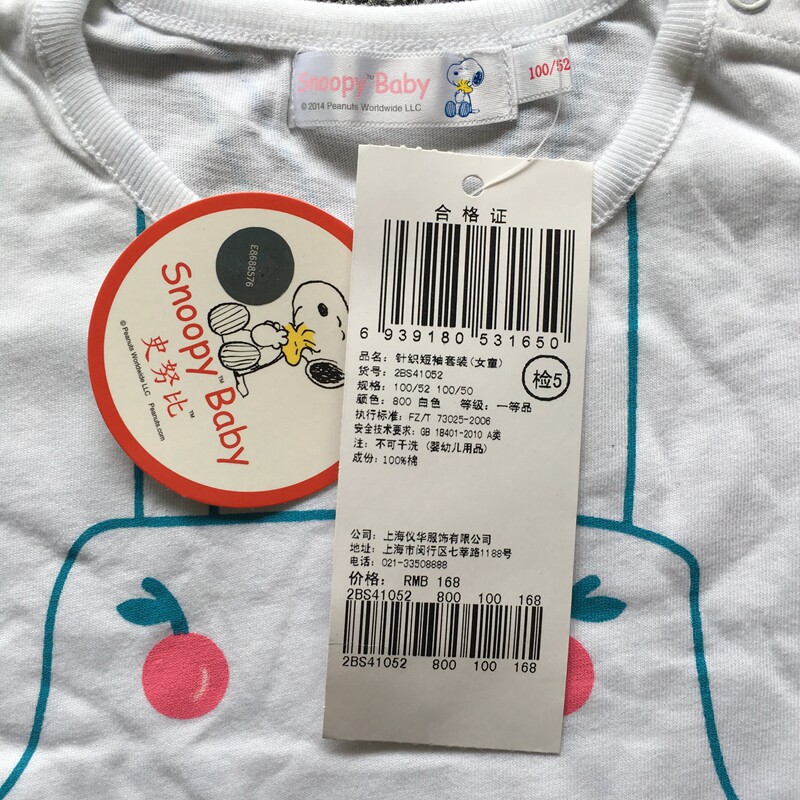 Snoopy™ Baby
© 2014 Peanuts Worldwide LLC
100/52
E8688576
Snoopy™ Baby™
史努比™
© Peanuts Worldwide LLC Peanuts.com
合格证
6 939180 531650
品名: 针织短袖套装(女童)
货号: 2BS41052
规格: 100/52 100/50
颜色: 800 白色 等级: 一等品
检5
执行标准: FZ/T 73025-2006
安全技术要求: GB 18401-2010 A类
注: 不可干洗 (婴幼儿用品)
成份: 100%棉
公司: 上海仪华服饰有限公司
地址: 上海市闵行区七莘路1188号
电话: 021-33508888
价格: RMB 168
2BS41052 800 100 168
2BS41052 800 100 168